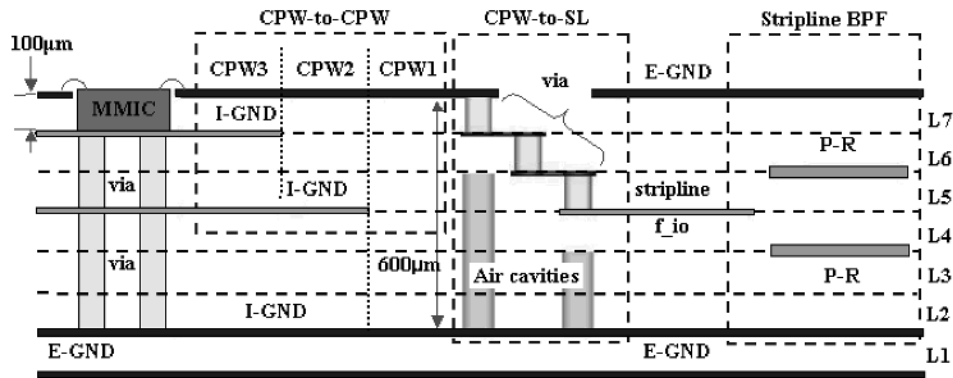 CPW-to-CPW CPW-to-SL Stripline BPF
100μm
CPW3 CPW2 CPW1 via E-GND
MMIC I-GND
L7
P-R
L6
via I-GND stripline
L5
f_io
L4
via 600μm Air cavities P-R
L3
I-GND
L2
E-GND E-GND
L1